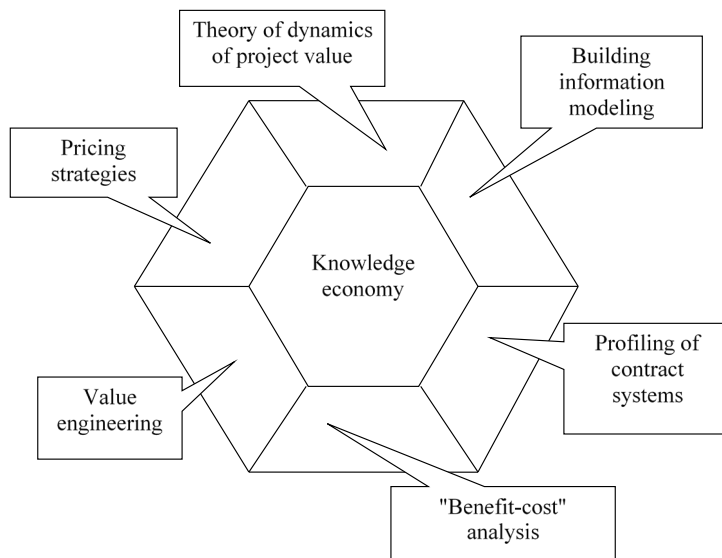 Theory of dynamics
of project value
Building
information
modeling
Pricing
strategies
Knowledge
economy
Profiling of
contract
systems
Value
engineering
"Benefit-cost"
analysis